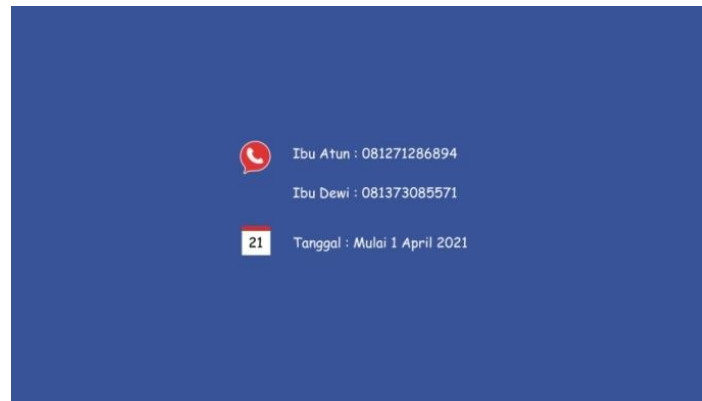 Ibu Atun : 081271286894
Ibu Dewi : 081373085571
21
Tanggal : Mulai 1 April 2021